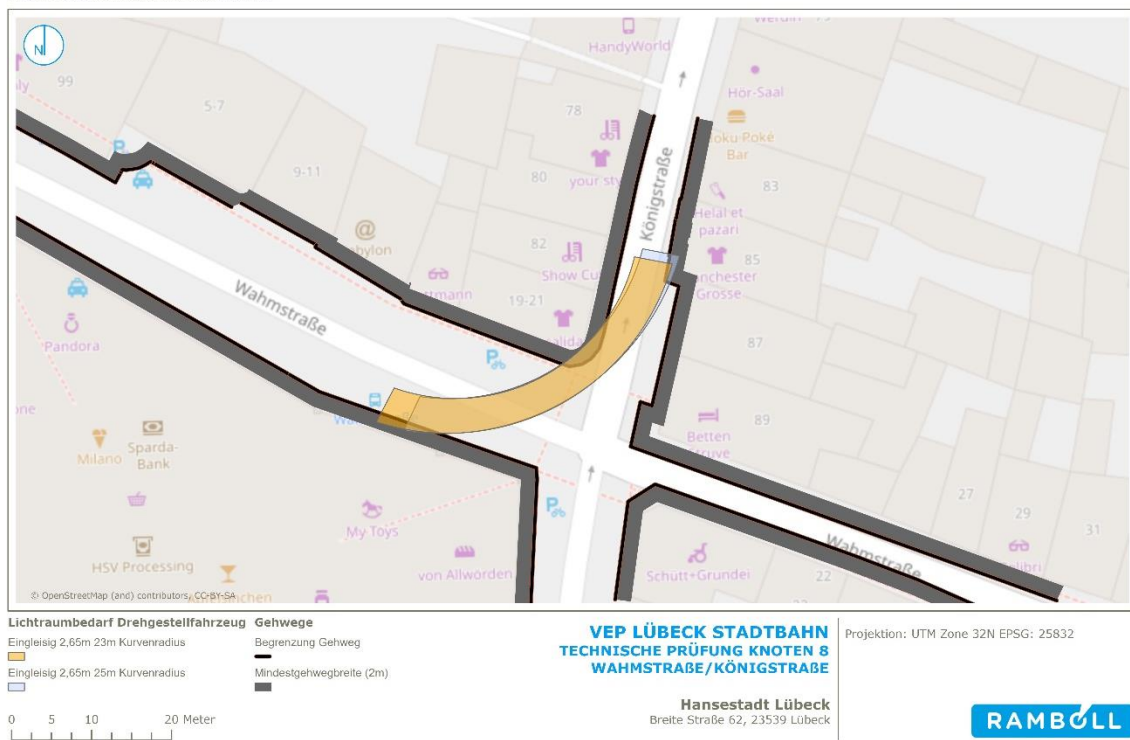 N
HandyWorld
Hör-Saal
99
5-7
78
Bar
9-11
80
83
Königstraße
Helal et
pazari
82
85
Show Cu
Grosse
19-21
Wahmstraße
Pandora
87
P
89
Betten
Milano
Sparda-
Bank
27
29
31
P
My Toys
HSV Processing
von Allwörden
Schutt+Grundei
Wahmstraße
22
© OpenStreetMap (and) contributors, CC-BY-SA
Lichtraumbedarf Drehgestellfahrzeug Gehwege
Eingleisig 2,65m 23m Kurvenradius Begrenzung Gehweg
Eingleisig 2,65m 25m Kurvenradius Mindestgehwegbreite (2m)
0 5 10 20 Meter
VEP LÜBECK STADTBAHN
TECHNISCHE PRÜFUNG KNOTEN 8
WAHMSTRAßE/KÖNIGSTRAßE
Hansestadt Lübeck
Breite Straße 62, 23539 Lübeck
Projektion: UTM Zone 32N EPSG: 25832
RAMBOLL